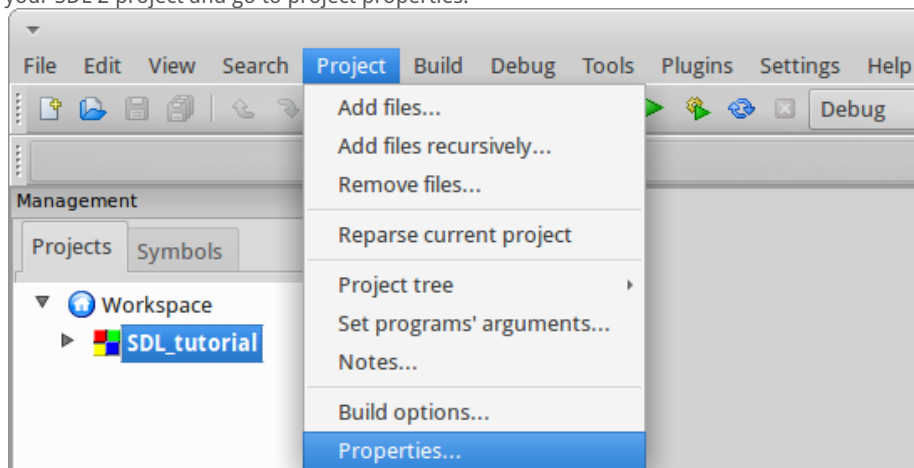 your SDL 2 project and go to project properties.
File Edit View Search Project Build Debug Tools Plugins Settings Help
Debug
Management
Projects Symbols
Workspace
SDL_tutorial
Add files...
Add files recursively...
Remove files...
Reparse current project
Project tree
Set programs' arguments...
Notes...
Build options...
Properties...